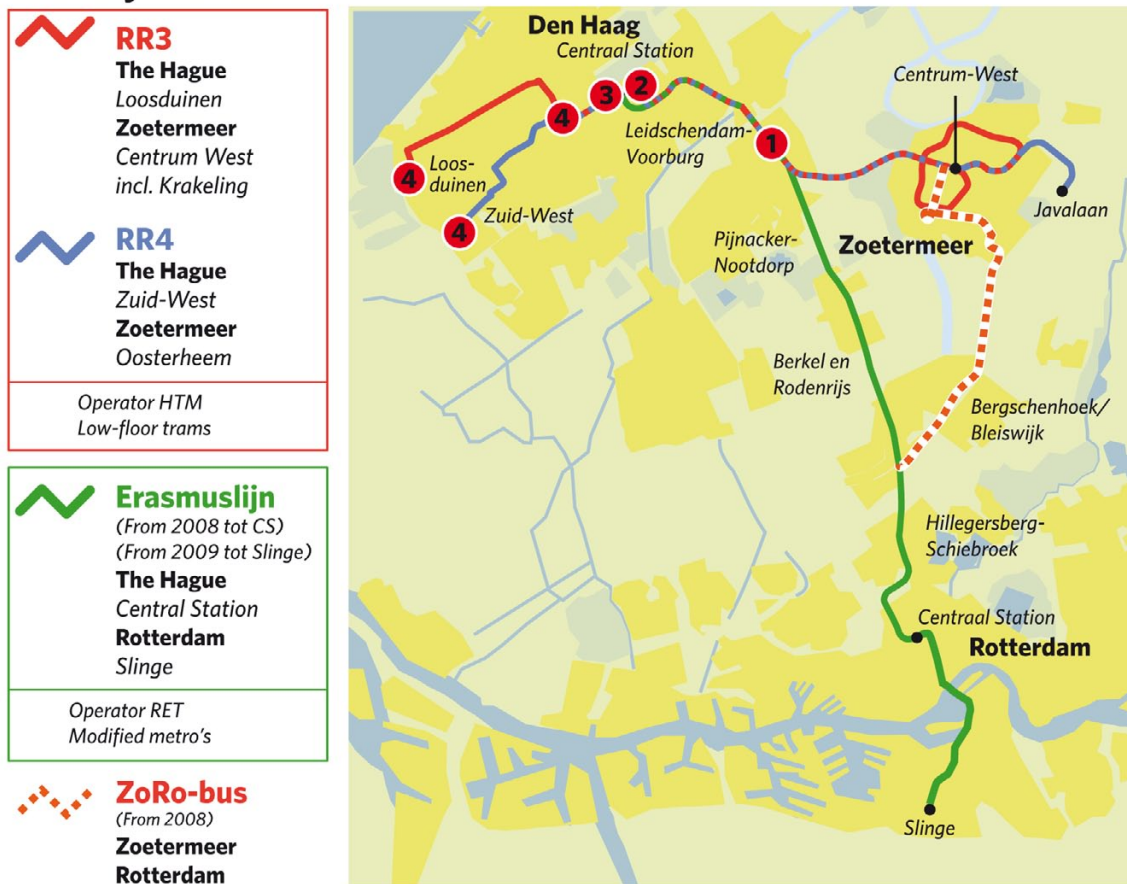 RR3
The Hague
Loosduinen
Zoetermeer
Centrum West
incl. Krakeling
RR4
The Hague
Zuid-West
Zoetermeer
Oosterheem
Operator HTM
Low-floor trams
Erasmuslijn
(From 2008 tot CS)
(From 2009 tot Slinge)
The Hague
Central Station
Rotterdam
Slinge
Operator RET
Modified metro's
ZoRo-bus
(From 2008)
Zoetermeer
Rotterdam
Den Haag
Centraal Station
2
3
4
Centrum-West
Leidschendam-
Voorburg
1
4
Loos-
duinen
4
Zuid-West
Javalaan
Pijnacker-
Nootdorp
Zoetermeer
Berkel en
Rodenrijs
Bergschenhoek/
Bleiswijk
Hillegersberg-
Schiebroek
Centraal Station
Rotterdam
Slinge